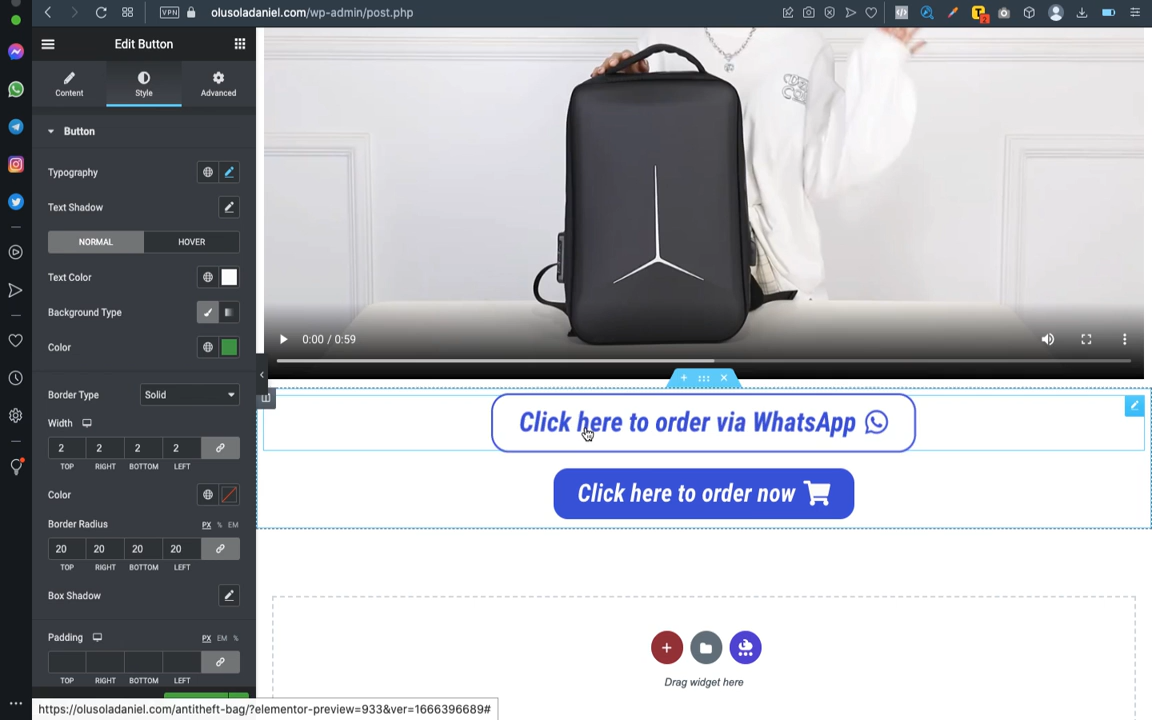 VPN olusoladaniel.com/wp-admin/post.php
2
Edit Button
Content Style Advanced
Button
Typography
Text Shadow
NORMAL HOVER
Text Color
Background Type
Color
Border Type Solid
Width
2 2 2 2
TOP RIGHT BOTTOM LEFT
Color
Border Radius PX % EM
20 20 20 20
TOP RIGHT BOTTOM LEFT
Box Shadow
Padding PX EM %
TOP RIGHT BOTTOM LEFT
0:00 / 0:59
Click here to order via WhatsApp
Click here to order now
Drag widget here
https://olusoladaniel.com/antitheft-bag/?elementor-preview=933&ver=1666396689#